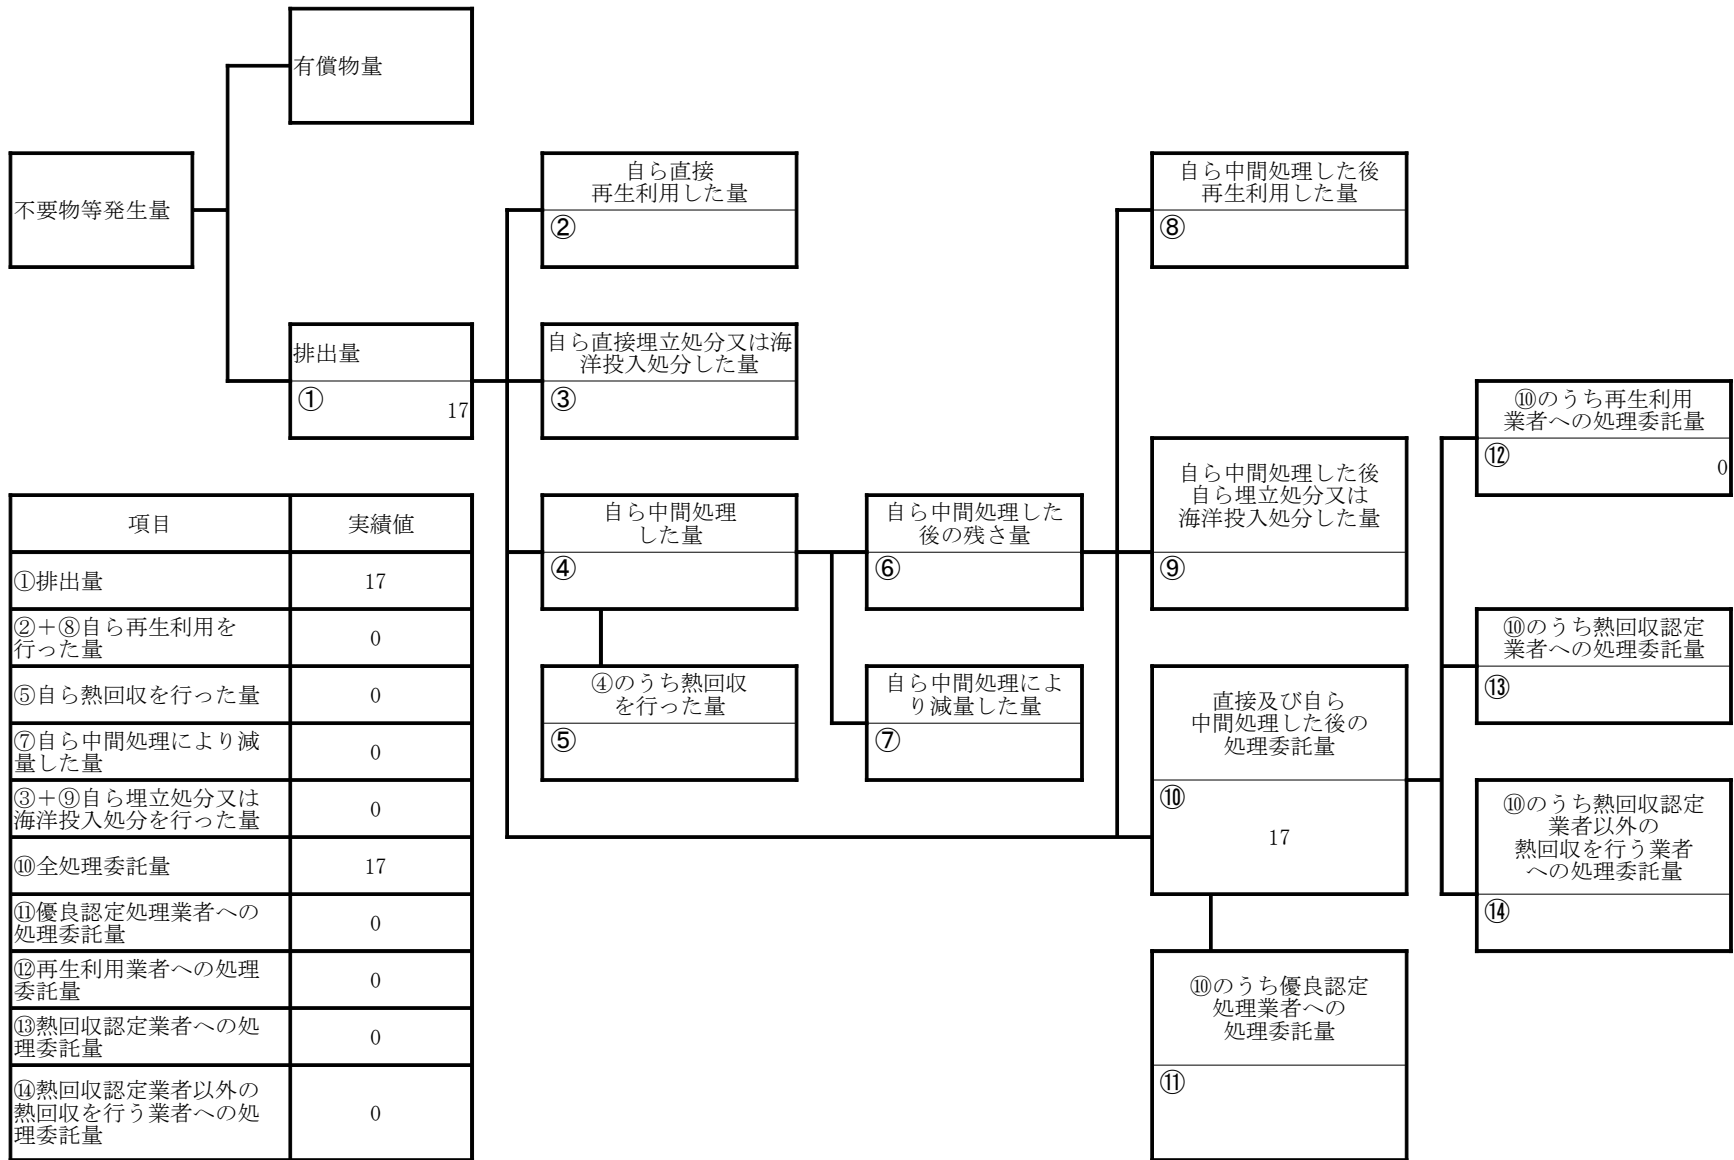 有償物量
不要物等発生量
自ら直接
再生利用した量
②
自ら中間処理した後
再生利用した量
⑧
排出量
①
17
自ら直接埋立処分又は海
洋投入処分した量
③
⑩のうち再生利用
業者への処理委託量
⑫
0
自ら中間処理
した量
④
自ら中間処理した
後の残さ量
⑥
自ら中間処理した後
自ら埋立処分又は
海洋投入処分した量
⑨
④のうち熱回収
を行った量
⑤
自ら中間処理によ
り減量した量
⑦
直接及び自ら
中間処理した後の
処理委託量
⑩
17
⑩のうち熱回収認定
業者への処理委託量
⑬
⑩のうち熱回収認定
業者以外の
熱回収を行う業者
への処理委託量
⑭
⑩のうち優良認定
処理業者への
処理委託量
⑪
項目 実績値
①排出量 17
②＋⑧自ら再生利用を
行った量 0
⑤自ら熱回収を行った量 0
⑦自ら中間処理により減
量した量 0
③＋⑨自ら埋立処分又は
海洋投入処分を行った量 0
⑩全処理委託量 17
⑪優良認定処理業者への
処理委託量 0
⑫再生利用業者への処理
委託量 0
⑬熱回収認定業者への処
理委託量 0
⑭熱回収認定業者以外の
熱回収を行う業者への処
理委託量 0